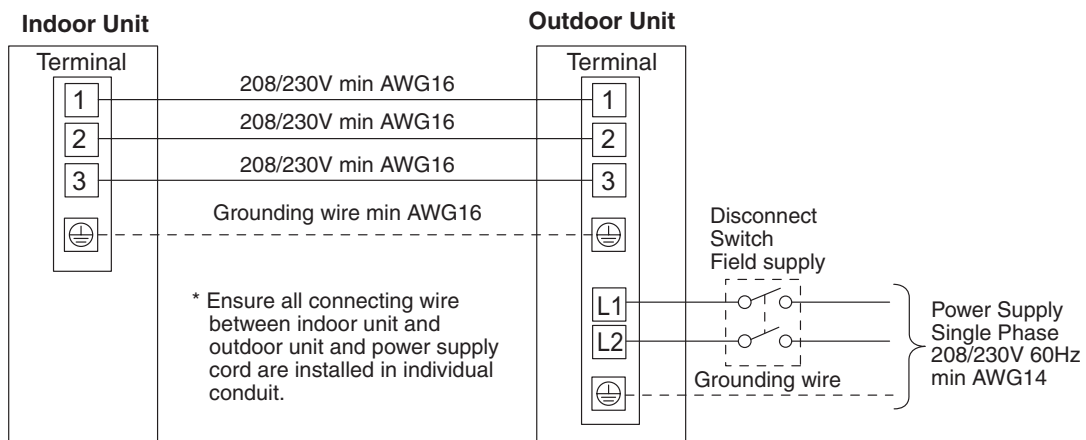 Indoor Unit
Outdoor Unit
Terminal
Terminal
1
208/230V min AWG16
1
2
208/230V min AWG16
2
3
208/230V min AWG16
3
Grounding wire min AWG16
Disconnect
Switch
Field supply
* Ensure all connecting wire
between indoor unit and
outdoor unit and power supply
cord are installed in individual
conduit.
L1
L2
Grounding wire
Power Supply
Single Phase
208/230V 60Hz
min AWG14